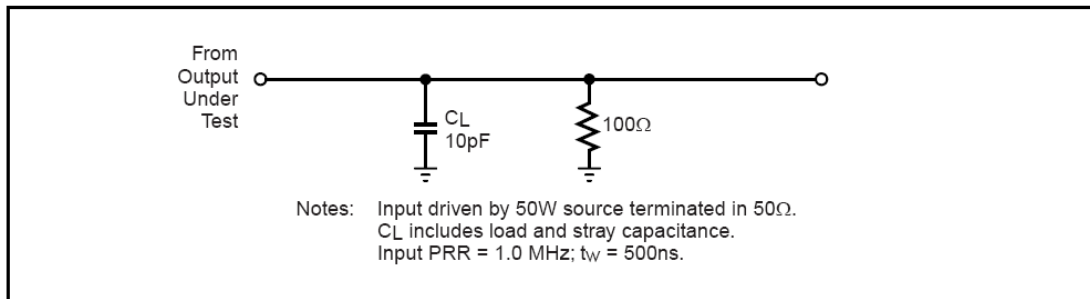 From
Output
Under
Test
CL
10pF
100Ω
Notes: Input driven by 50W source terminated in 50Ω.
CL includes load and stray capacitance.
Input PRR = 1.0 MHz; tW = 500ns.